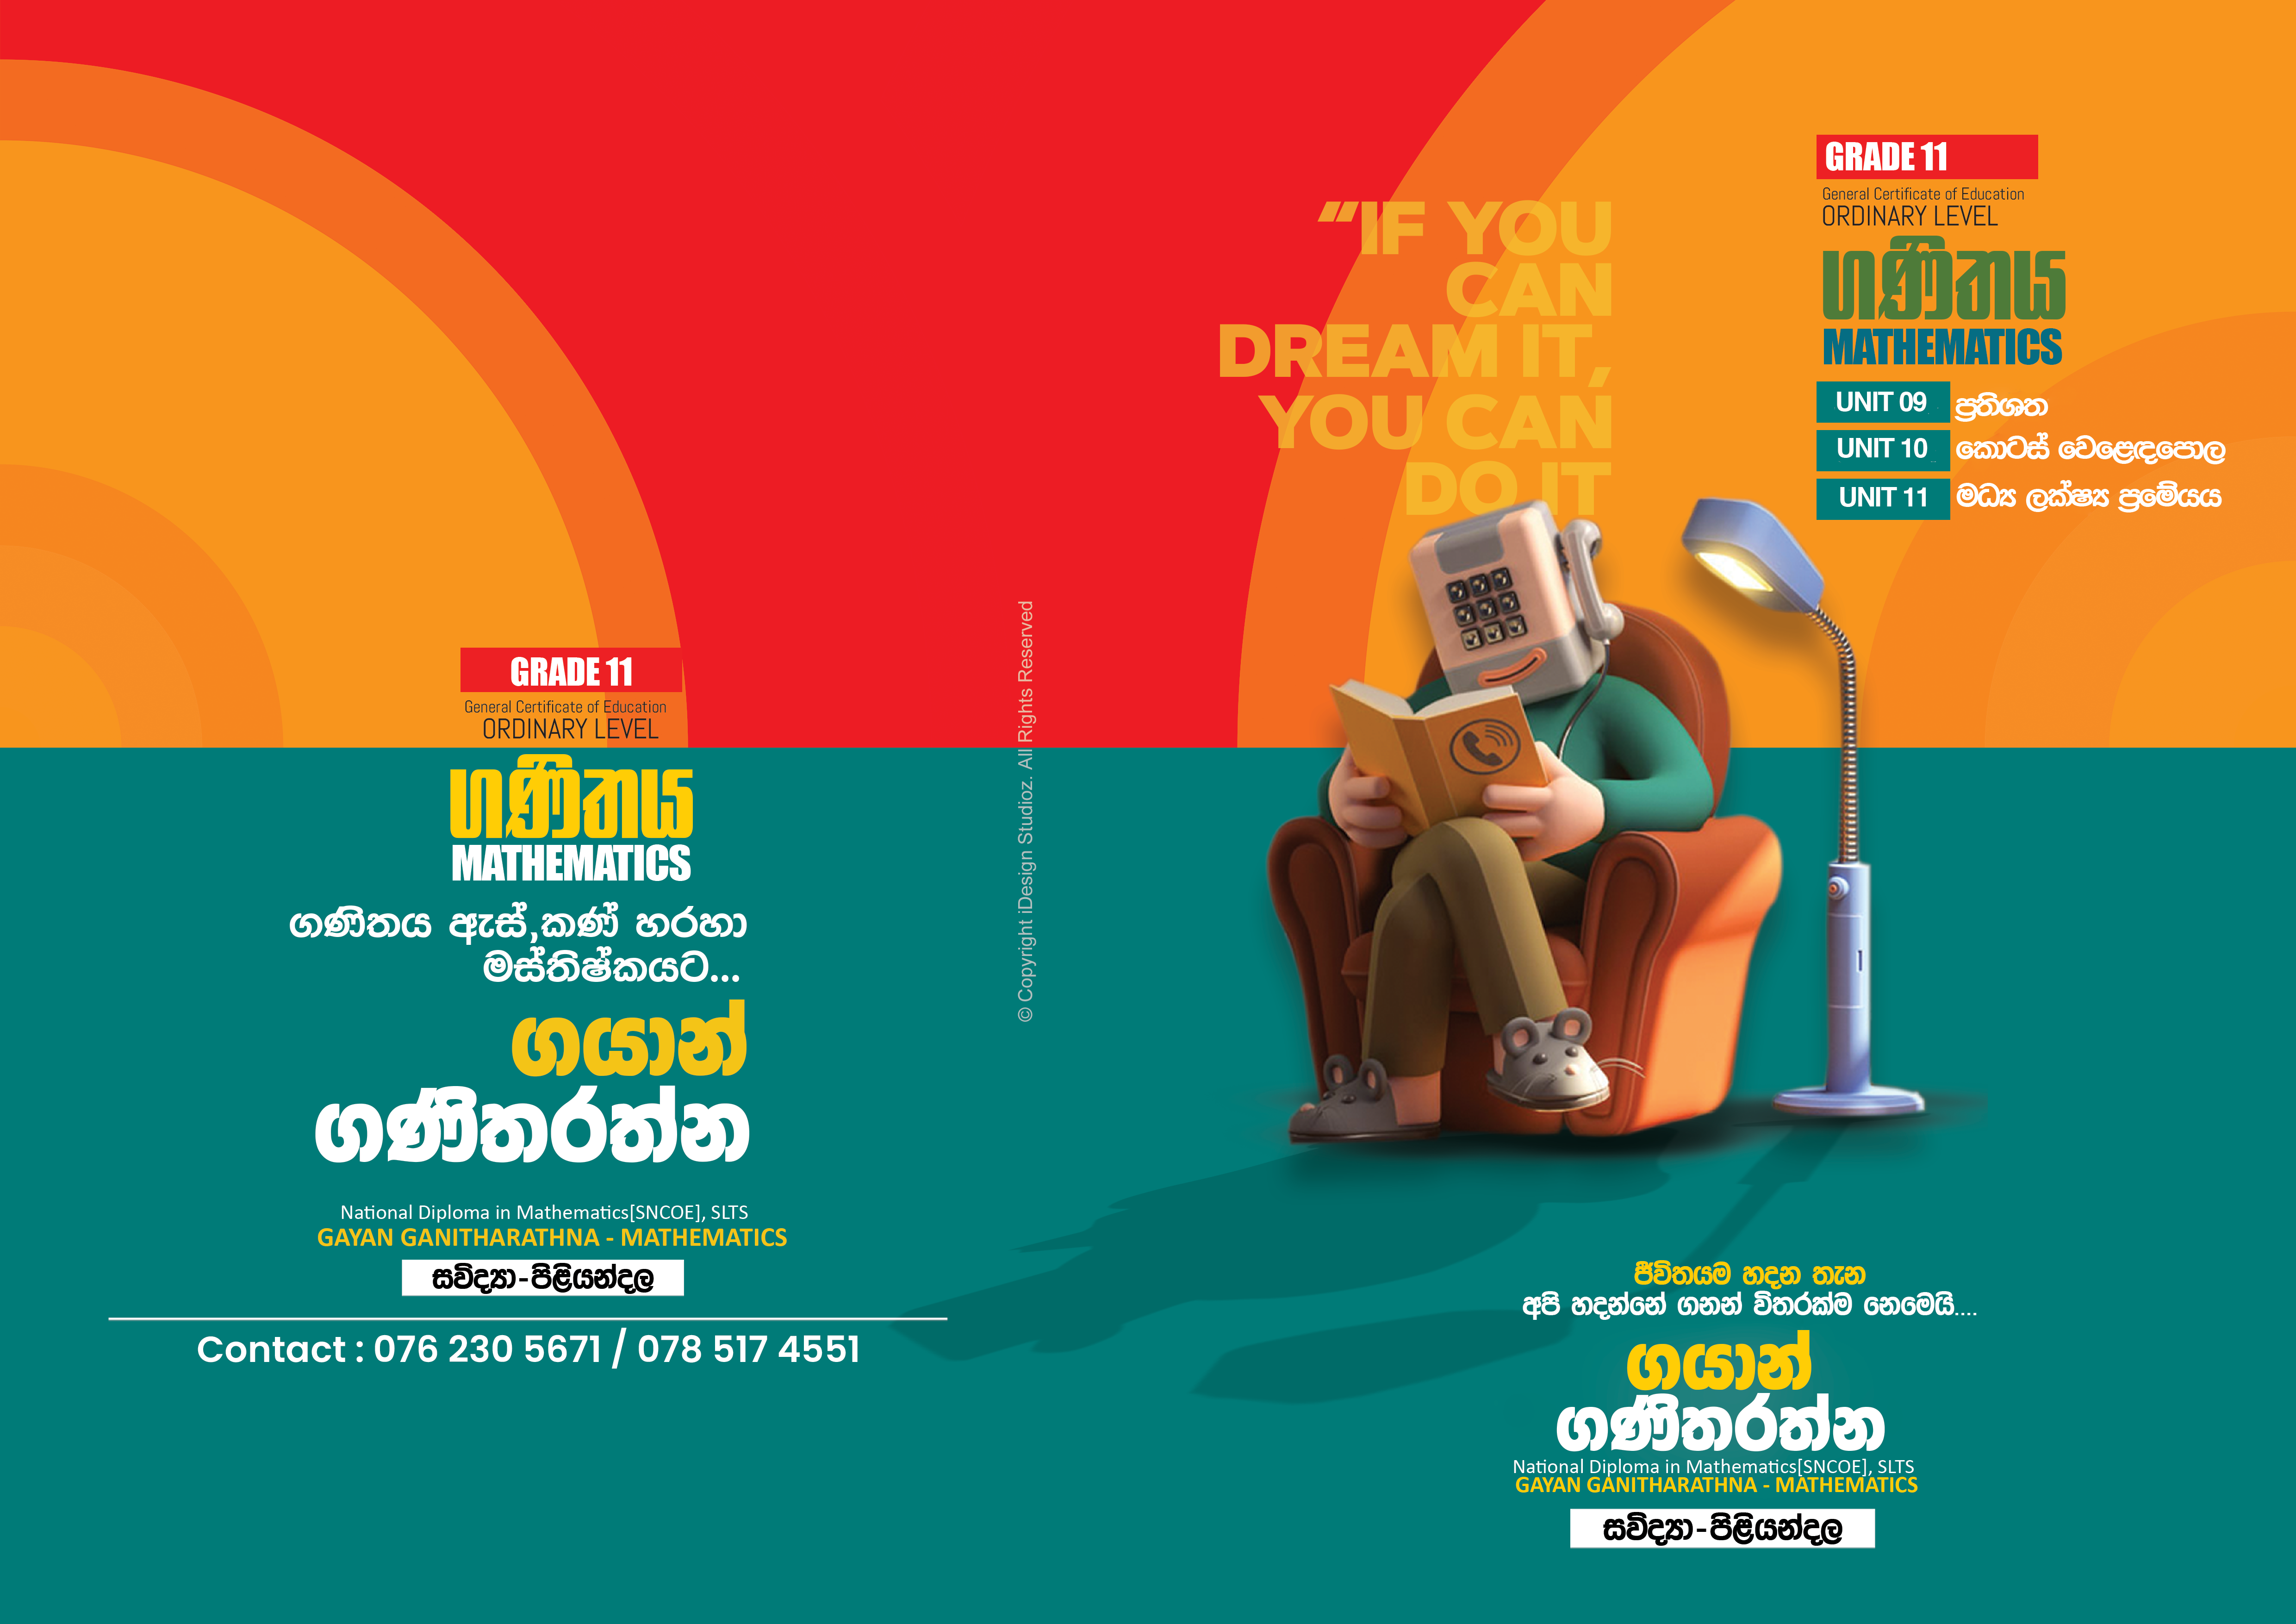 GRADE 11
General Certificate of Education
ORDINARY LEVEL
ගණිතය
MATHEMATICS
ගණිතය ඇස්,කණ් හරහා
මස්තිෂ්කයට...
ගයාන්
ගණිතරත්න
National Diploma in Mathematics[SNCOE], SLTS
GAYAN GANITHARATHNA - MATHEMATICS
සවිද්‍යා-පිළියන්දල
Contact : 076 230 5671 / 078 517 4551
© Copyright iDesign Studioz. All Rights Reserved
“IF YOU
CAN
DREAM IT,
YOU CAN
DO IT
GRADE 11
General Certificate of Education
ORDINARY LEVEL
ගණිතය
MATHEMATICS
UNIT 09 ප්‍රතිශත
UNIT 10 කොටස් වෙළෙඳපොල
UNIT 11 මධ්‍ය ලක්ෂ්‍ය ප්‍රමේයය
ජීවිතයම හදන තැන
අපි හදන්නේ ගනන් විතරක්ම නෙමෙයි....
ගයාන්
ගණිතරත්න
National Diploma in Mathematics[SNCOE], SLTS
GAYAN GANITHARATHNA - MATHEMATICS
සවිද්‍යා-පිළියන්දල